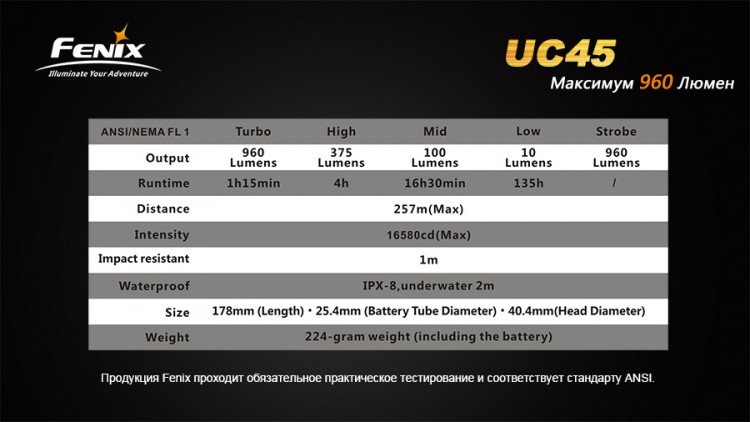 FENIX
Illuminate Your Adventure
UC45
Максимум 960 Люмен
ANSI/NEMA FL 1 Turbo High Mid Low Strobe
Output 960 Lumens 375 Lumens 100 Lumens 10 Lumens 960 Lumens
Runtime 1h15min 4h 16h30min 135h /
Distance 257m(Max)
Intensity 16580cd(Max)
Impact resistant 1m
Waterproof IPX-8,underwater 2m
Size 178mm (Length)・25.4mm (Battery Tube Diameter)・40.4mm(Head Diameter)
Weight 224-gram weight (including the battery)
Продукция Fenix проходит обязательное практическое тестирование и соответствует стандарту ANSI.